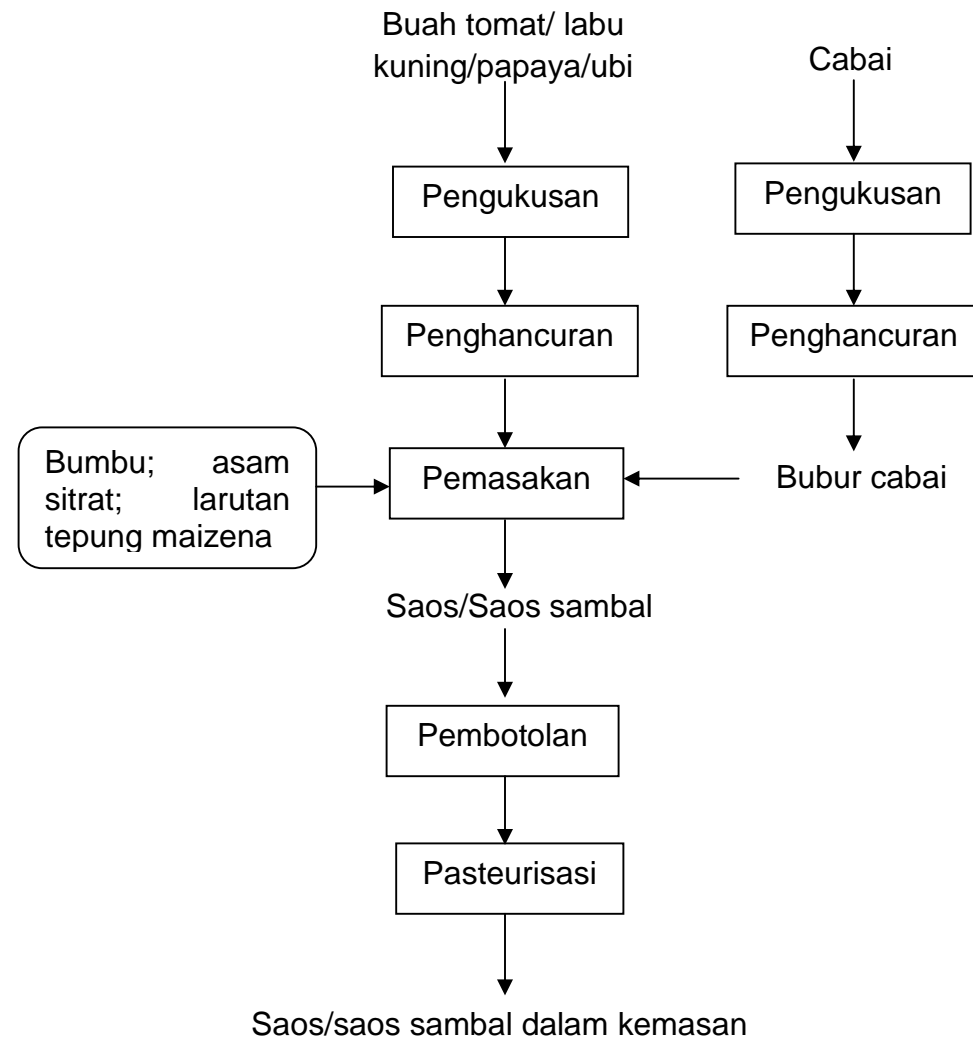 Buah tomat/ labu
kuning/papaya/ubi
Cabai
Pengukusan
Pengukusan
Penghancuran
Penghancuran
Bumbu; asam
sitrat; larutan
tepung maizena
Pemasakan
Bubur cabai
Saos/Saos sambal
Pembotolan
Pasteurisasi
Saos/saos sambal dalam kemasan